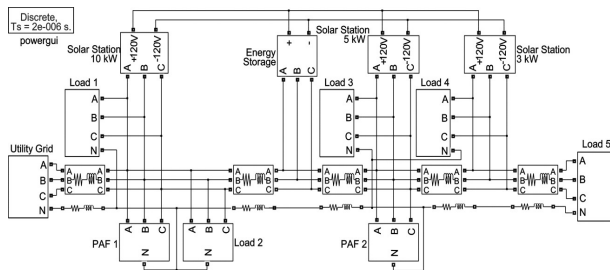 Discrete,
Ts = 2e-006 s.
powergui
Solar Station
10 kW
+120V
-120V
A
B
C
Energy
Storage
+
-
A
B
C
Solar Station
5 kW
+120V
-120V
A
B
C
Solar Station
3 kW
+120V
-120V
A
B
C
Load 1
A
B
C
N
Load 3
A
B
C
N
Load 4
A
B
C
N
Utility Grid
A
B
C
N
A
B
C
A
B
C
A
B
C
A
B
C
A
B
C
A
B
C
A
B
C
A
B
C
A
B
C
A
B
C
Load 5
A
B
C
N
PAF 1
A
B
C
N
Load 2
A
B
C
N
PAF 2
A
B
C
N